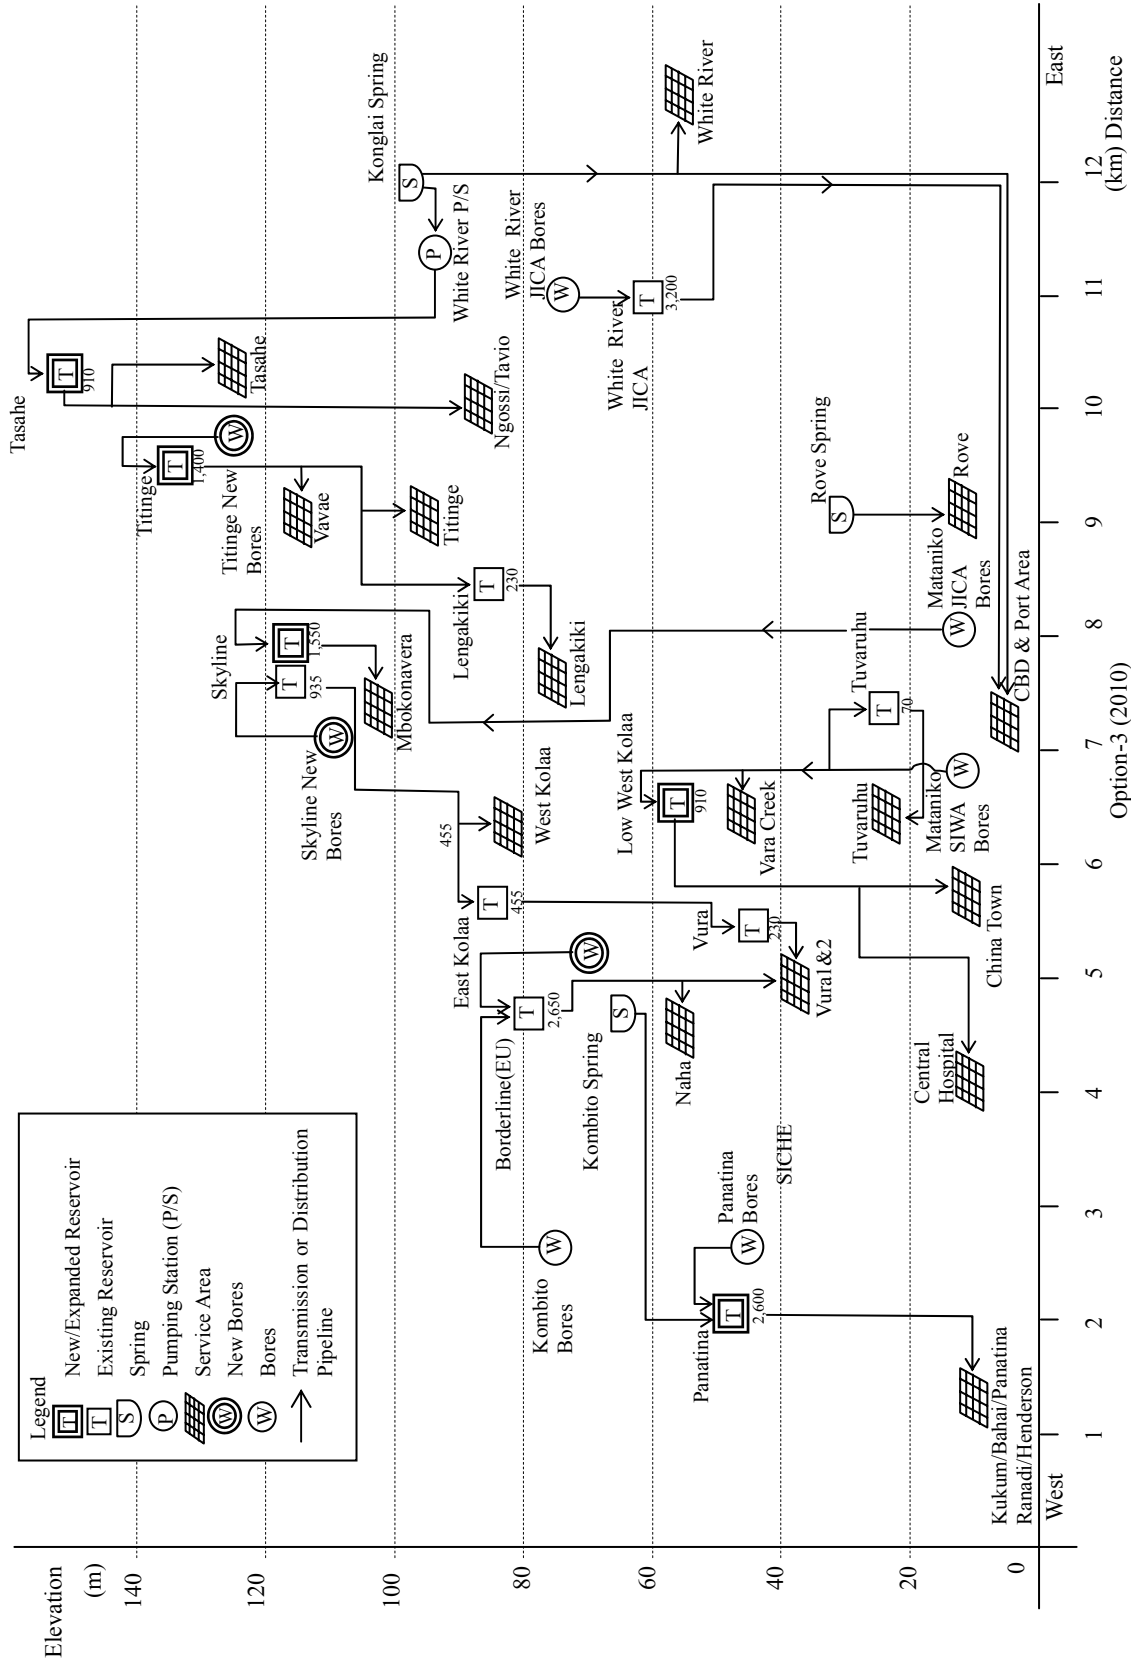 Elevation
(m)
140
120
100
80
60
40
20
0
Legend
New/Expanded Reservoir
Existing Reservoir
Spring
Pumping Station (P/S)
Service Area
New Bores
Bores
Transmission or Distribution
Pipeline
T
T
S
P
W
W
Tasahe
T
910
Tasahe
Ngossi/Tavio
Titinge
T
1,400
W
Titinge New
Bores
Vavae
Titinge
Lengakiki
T
230
Lengakiki
Skyline
T
1,550
T
935
Mbokonavera
W
Skyline New
Bores
455
West Kolaa
East Kolaa
T
455
Vura
T
230
Vura1&2
W
Borderline(EU)
T
2,650
Naha
Kombito Spring
S
W
Kombito
Bores
Panatina
T
2,600
W
Panatina
Bores
SICHE
Kukum/Bahai/Panatina
Ranadi/Henderson
Konglai Spring
S
P
White River P/S
White River
White River
JICA Bores
W
White River
JICA
T
3,200
Rove Spring
S
Rove
Mataniko
JICA
Bores
W
CBD & Port Area
Tuvaruhu
T
70
Tuvaruhu
Mataniko
SIWA
Bores
W
Low West Kolaa
T
910
Vara Creek
China Town
Central
Hospital
West
East
1
2
3
4
5
6
7
8
9
10
11
12
(km) Distance
Option-3 (2010)